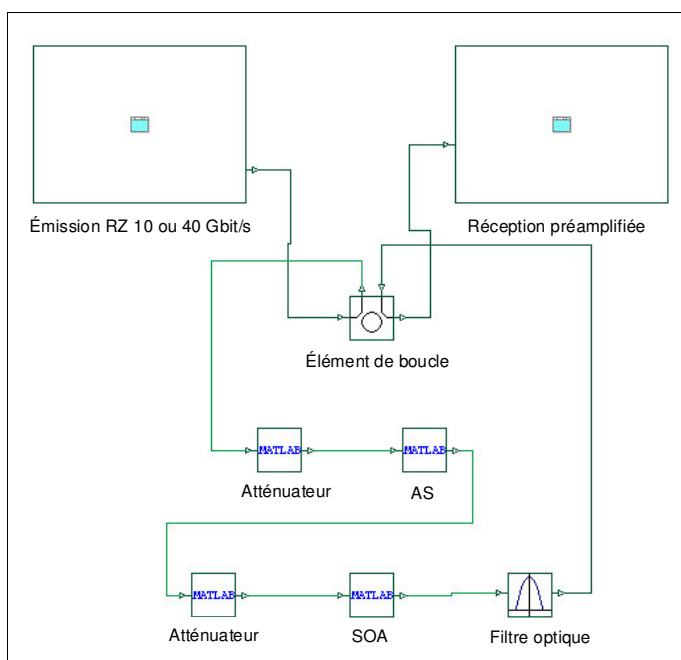 Émission RZ 10 ou 40 Gbit/s
Réception préamplifiée
Élément de boucle
MATLAB
MATLAB
Atténuateur
AS
MATLAB
MATLAB
Atténuateur
SOA
Filtre optique